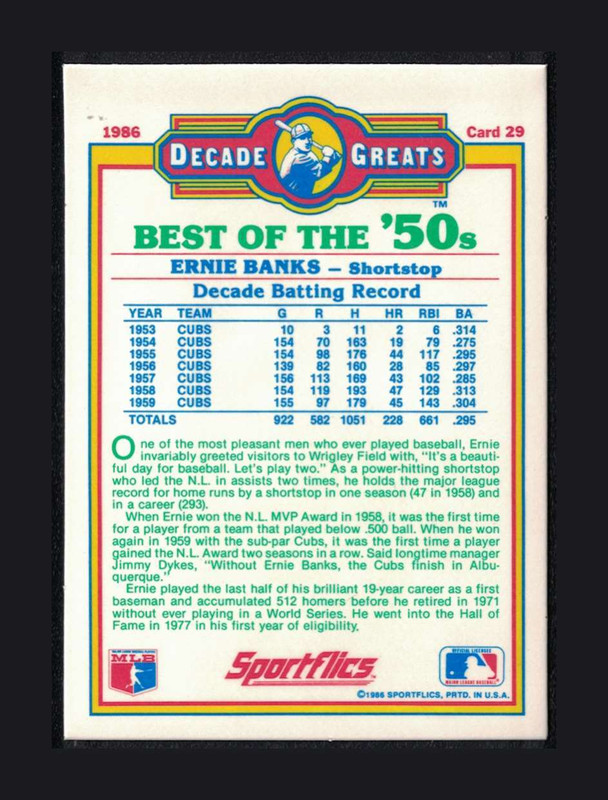 1986
Card 29
DECADE GREATS
TM
BEST OF THE '50s
ERNIE BANKS – Shortstop
Decade Batting Record
YEAR TEAM G R H HR RBI BA
1953 CUBS 10 3 11 2 6 .314
1954 CUBS 154 70 163 19 79 .275
1955 CUBS 154 98 176 44 117 .295
1956 CUBS 139 82 160 28 85 .297
1957 CUBS 156 113 169 43 102 .285
1958 CUBS 154 119 193 47 129 .313
1959 CUBS 155 97 179 45 143 .304
TOTALS 922 582 1051 228 661 .295
One of the most pleasant men who ever played baseball, Ernie
invariably greeted visitors to Wrigley Field with, "It's a beauti-
ful day for baseball. Let's play two." As a power-hitting shortstop
who led the N.L. in assists two times, he holds the major league
record for home runs by a shortstop in one season (47 in 1958) and
in a career (293).
When Ernie won the N.L. MVP Award in 1958, it was the first time
for a player from a team that played below .500 ball. When he won
again in 1959 with the sub-par Cubs, it was the first time a player
gained the N.L. Award two seasons in a row. Said longtime manager
Jimmy Dykes, "Without Ernie Banks, the Cubs finish in Albu-
querque."
Ernie played the last half of his brilliant 19-year career as a first
baseman and accumulated 512 homers before he retired in 1971
without ever playing in a World Series. He went into the Hall of
Fame in 1977 in his first year of eligibility.
MAJOR LEAGUE BASEBALL PLAYERS
MLB
Sportflics
OFFICIAL LICENSEE
MAJOR LEAGUE BASEBALL
©1986 SPORTFLICS, PRTD. IN U.S.A.